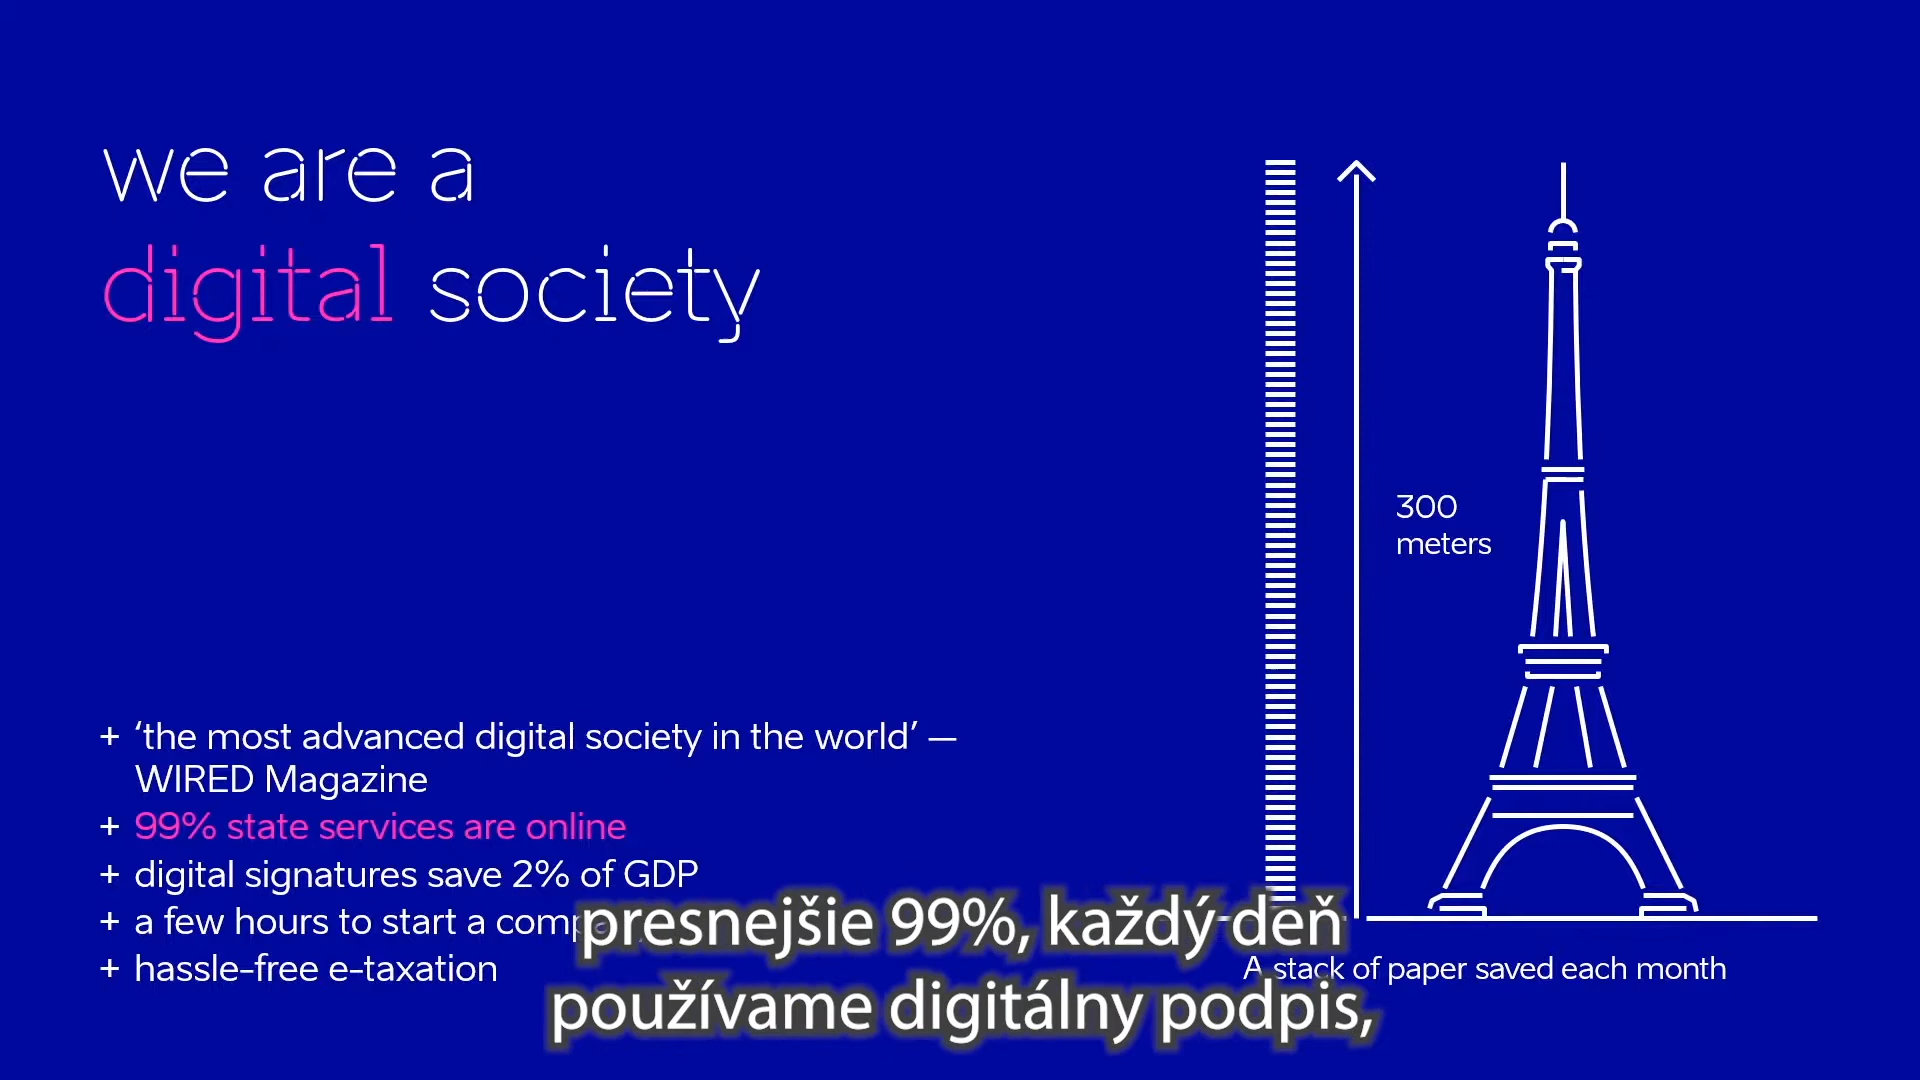 we are a
digital society
300
meters
+ ‘the most advanced digital society in the world’ —
WIRED Magazine
+ 99% state services are online
+ digital signatures save 2% of GDP
+ a few hours to start a
+ hassle-free e-taxation
A stack of paper saved each month
presnejšie 99%, každý deň
používame digitálny podpis,